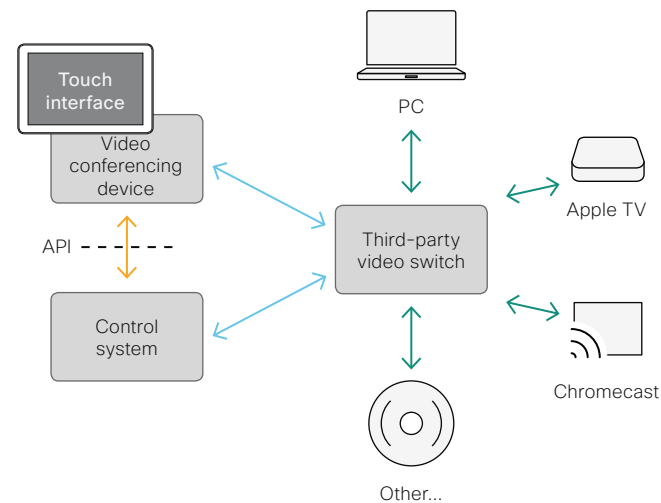 Touch
interface
Video
conferencing
device
API
Control
system
PC
Third-party
video switch
Apple TV
Chromecast
Other...